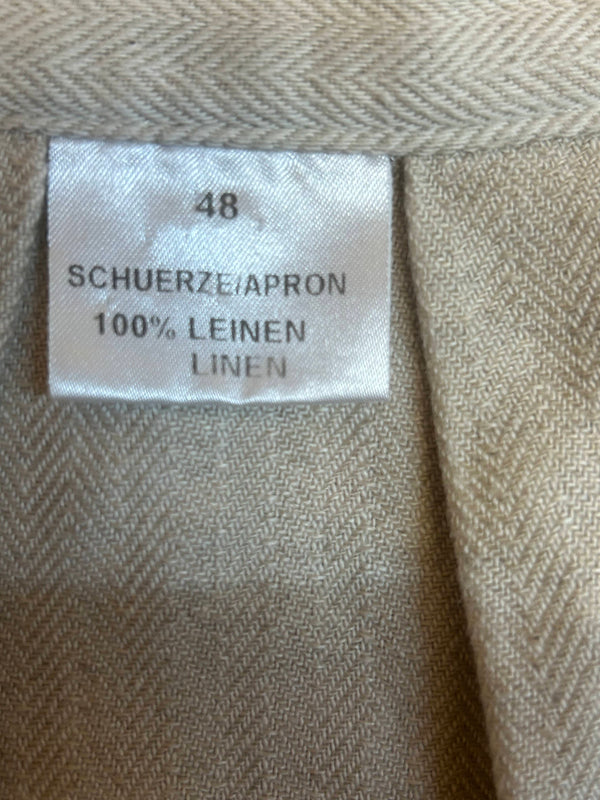 48
SCHUERZE/APRON
100% LEINEN
LINEN